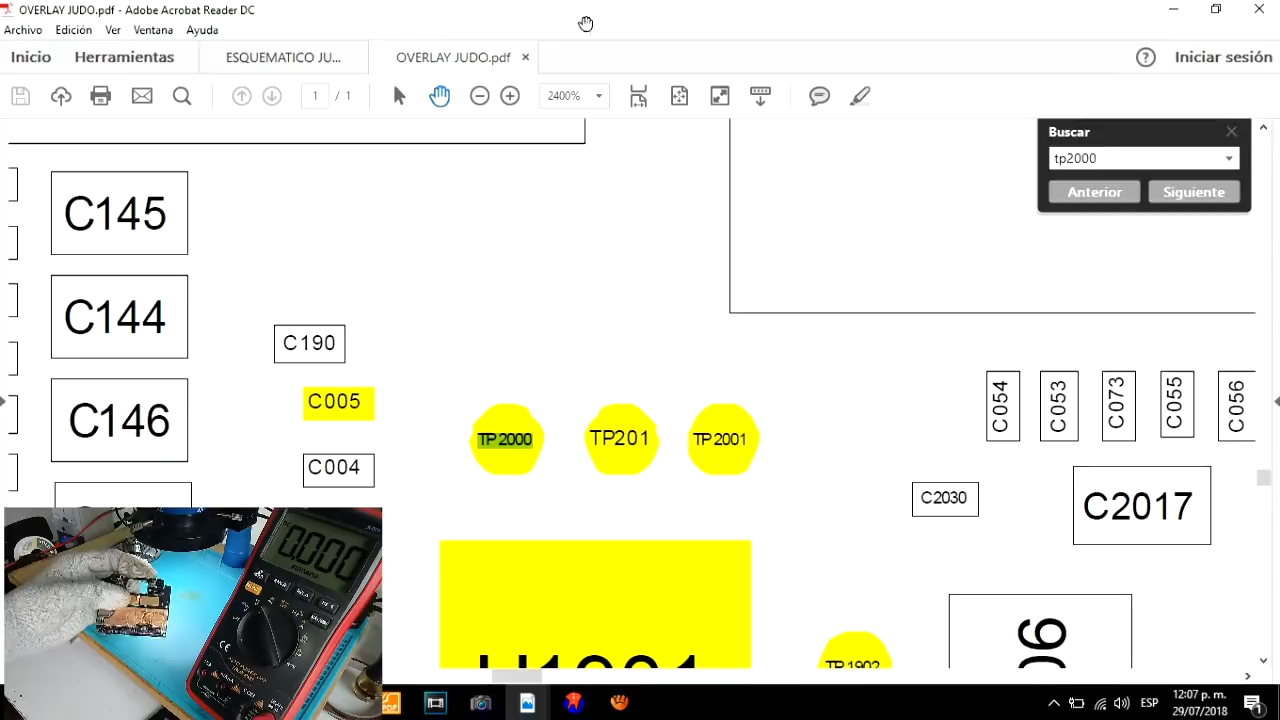 OVERLAY JUDO.pdf - Adobe Acrobat Reader DC
Archivo Edición Ver Ventana Ayuda
Inicio Herramientas ESQUEMATICO JU... OVERLAY JUDO.pdf × Iniciar sesión
1 / 1 2400%
Buscar
tp2000
Anterior Siguiente
C145
C144
C190
C146
C005
C004
TP2000 TP201 TP2001
C054 C053 C073 C055 C056
C2030
C2017
TP1902
0.000
ESP
12:07 p. m.
29/07/2018
1